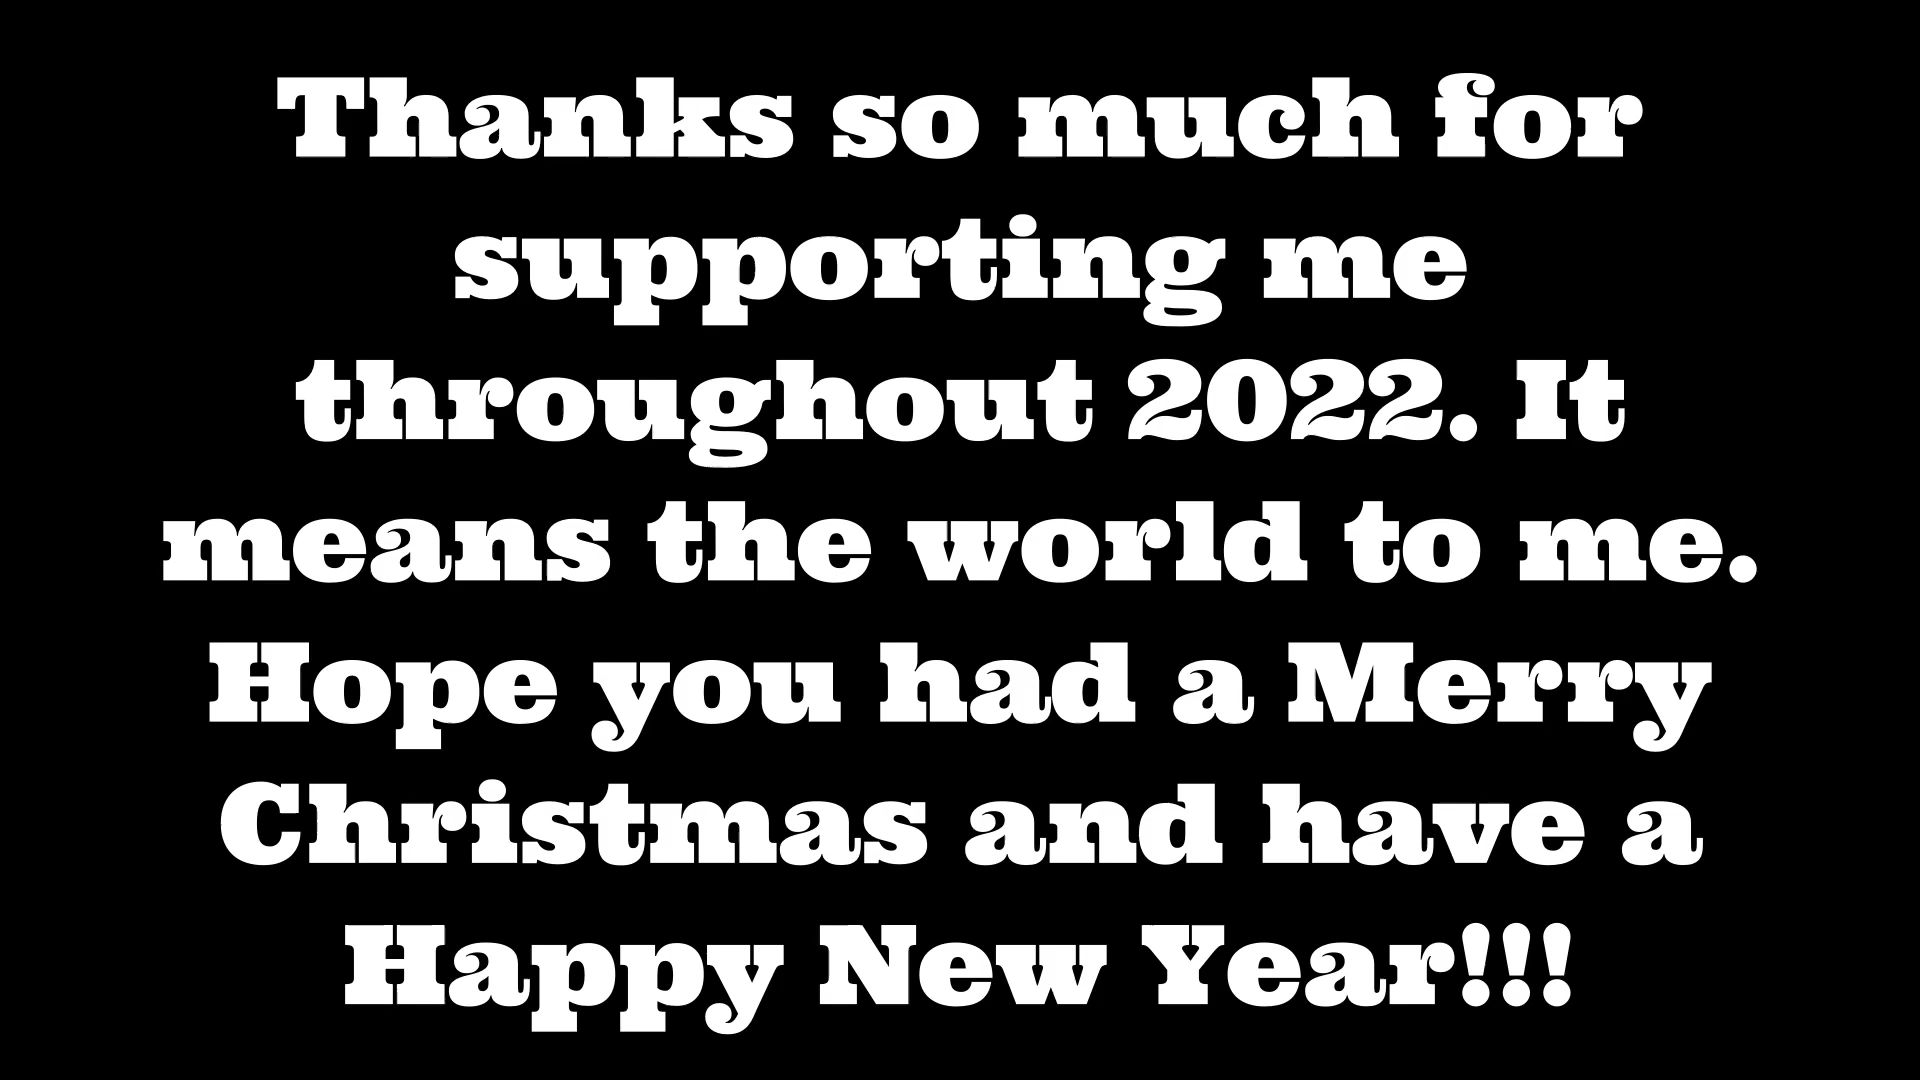 Thanks so much for
supporting me
throughout 2022. It
means the world to me.
Hope you had a Merry
Christmas and have a
Happy New Year!!!